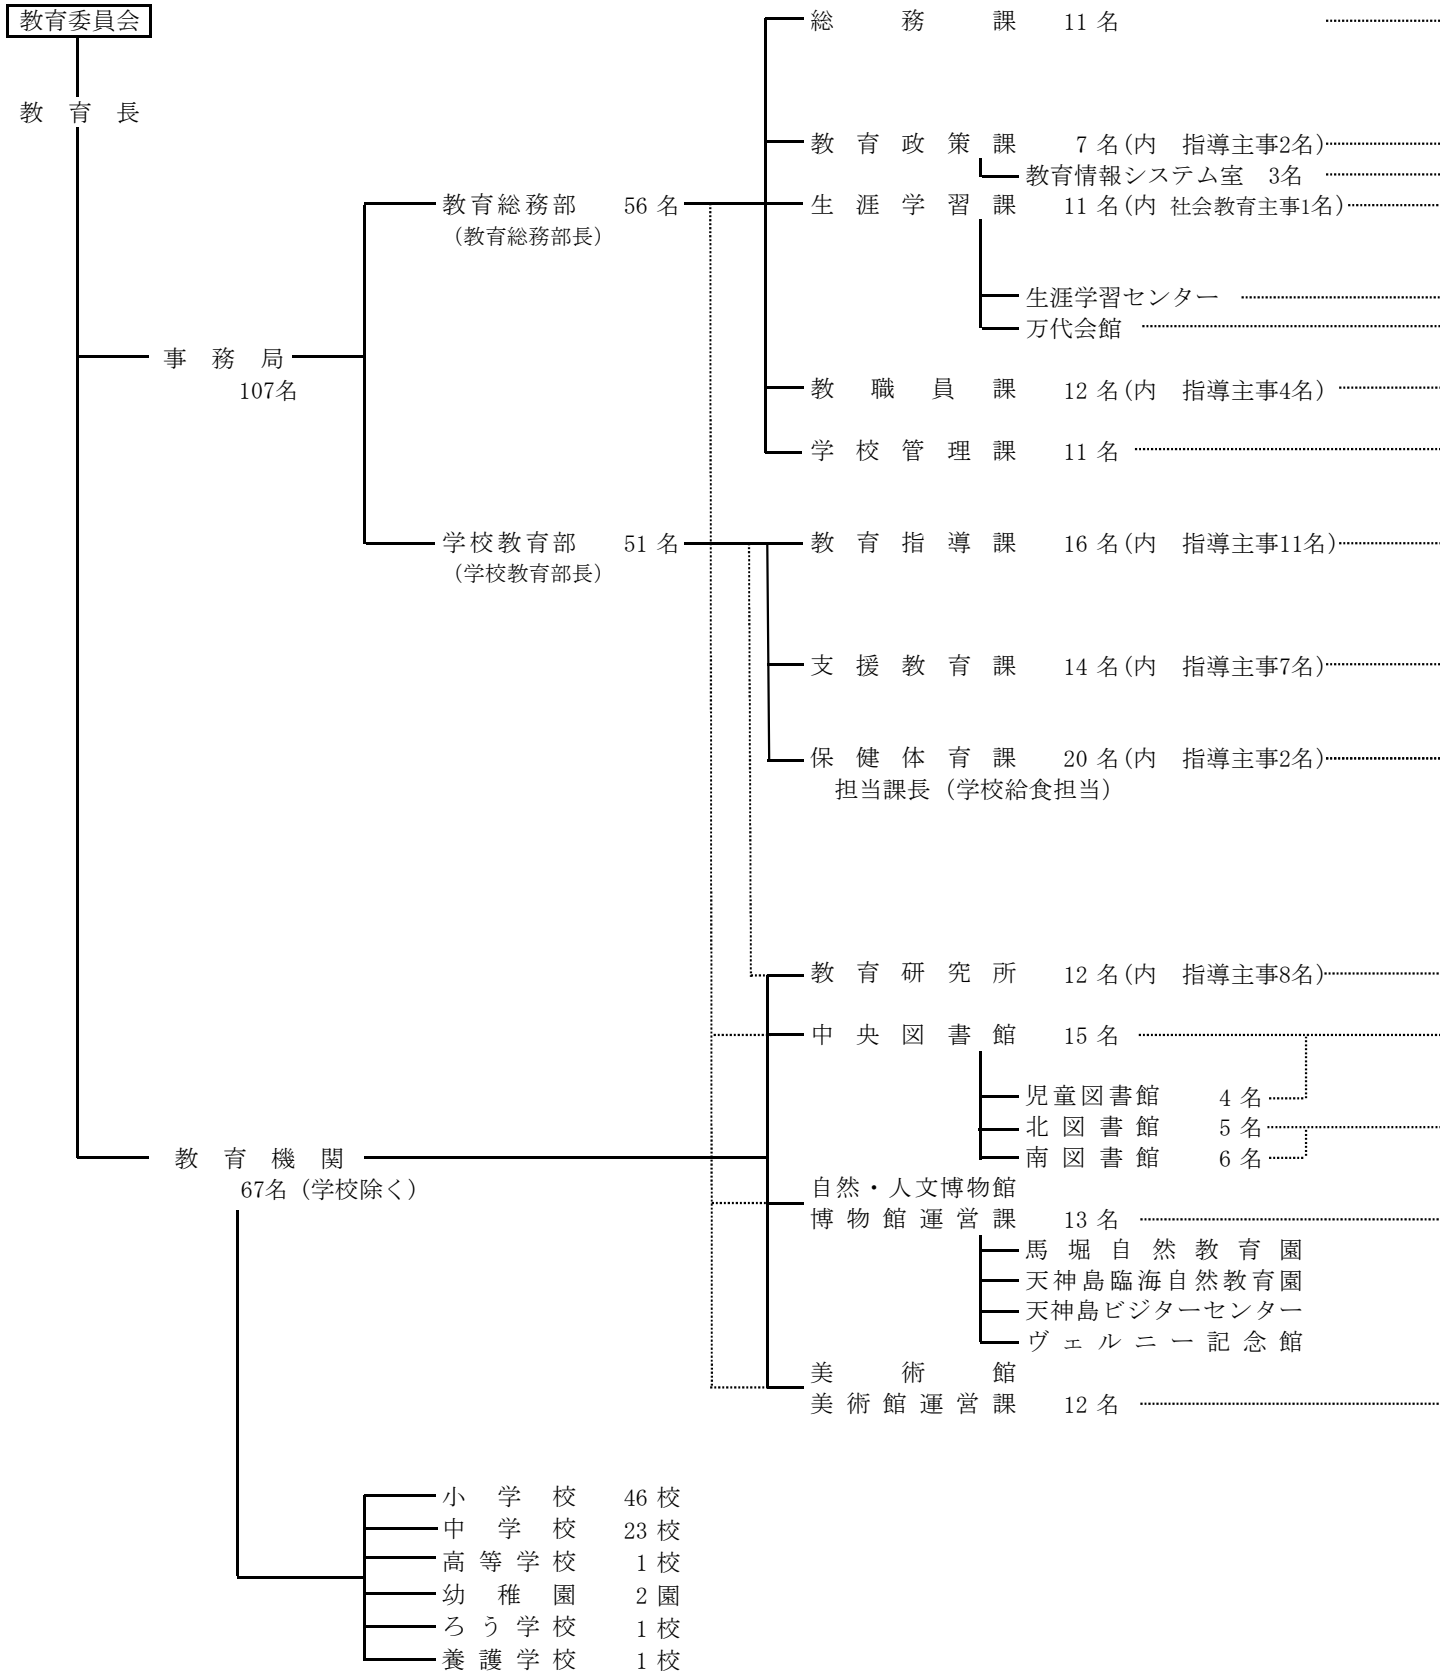 教育委員会
教育長
事務局
107名
教育総務部 56 名
（教育総務部長）
総務課 11 名
教育政策課 7 名(内 指導主事2名)
教育情報システム室 3名
生涯学習課 11 名(内 社会教育主事1名)
生涯学習センター
万代会館
教職員課 12 名(内 指導主事4名)
学校管理課 11 名
学校教育部 51 名
（学校教育部長）
教育指導課 16 名(内 指導主事11名)
支援教育課 14 名(内 指導主事7名)
保健体育課 20 名(内 指導主事2名)
担当課長（学校給食担当）
教育機関
67名（学校除く）
教育研究所 12 名(内 指導主事8名)
中央図書館 15 名
児童図書館 4 名
北図書館 5 名
南図書館 6 名
自然・人文博物館
博物館運営課 13 名
馬堀自然教育園
天神島臨海自然教育園
天神島ビジターセンター
ヴェルニー記念館
美術館
美術館運営課 12 名
小学校 46 校
中学校 23 校
高等学校 1 校
幼稚園 2 園
ろう学校 1 校
養護学校 1 校